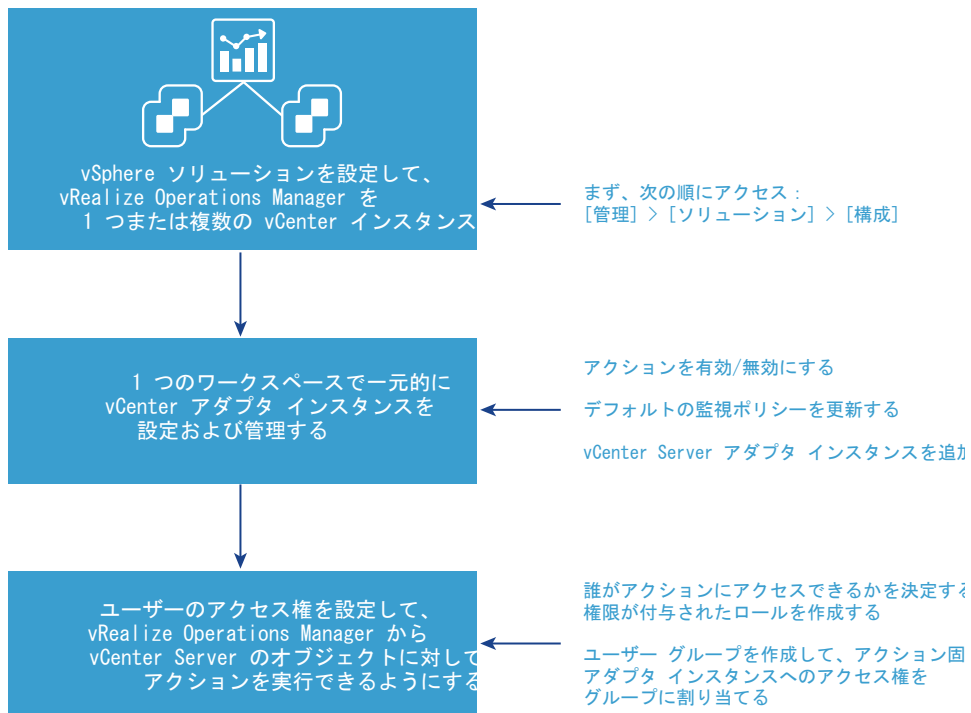 vSphere ソリューションを設定して、
vRealize Operations Manager を
1 つまたは複数の vCenter インスタンス
まず、次の順にアクセス:
[管理] > [ソリューション] > [構成]
1 つのワークスペースで一元的に
vCenter アダプタ インスタンスを
設定および管理する
アクションを有効/無効にする
デフォルトの監視ポリシーを更新する
vCenter Server アダプタ インスタンスを追加
ユーザーのアクセス権を設定して、
vRealize Operations Manager から
vCenter Server のオブジェクトに対して
アクションを実行できるようにする
誰がアクションにアクセスできるかを決定する
権限が付与されたロールを作成する
ユーザー グループを作成して、アクション固
アダプタ インスタンスへのアクセス権を
グループに割り当てる